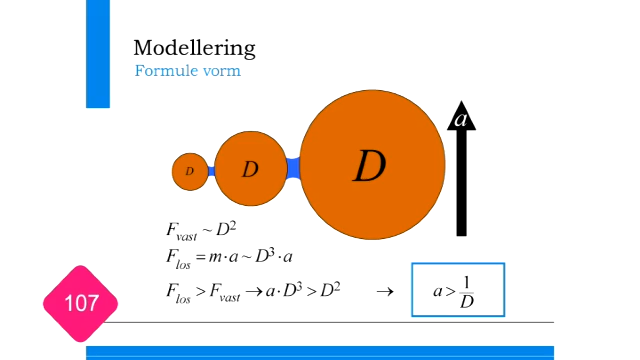 Modellering
Formule vorm
a
D D D
F_vast ~ D²
F_los = m·a ~ D³·a
F_los > F_vast → a·D³ > D² → a > 1/D
107